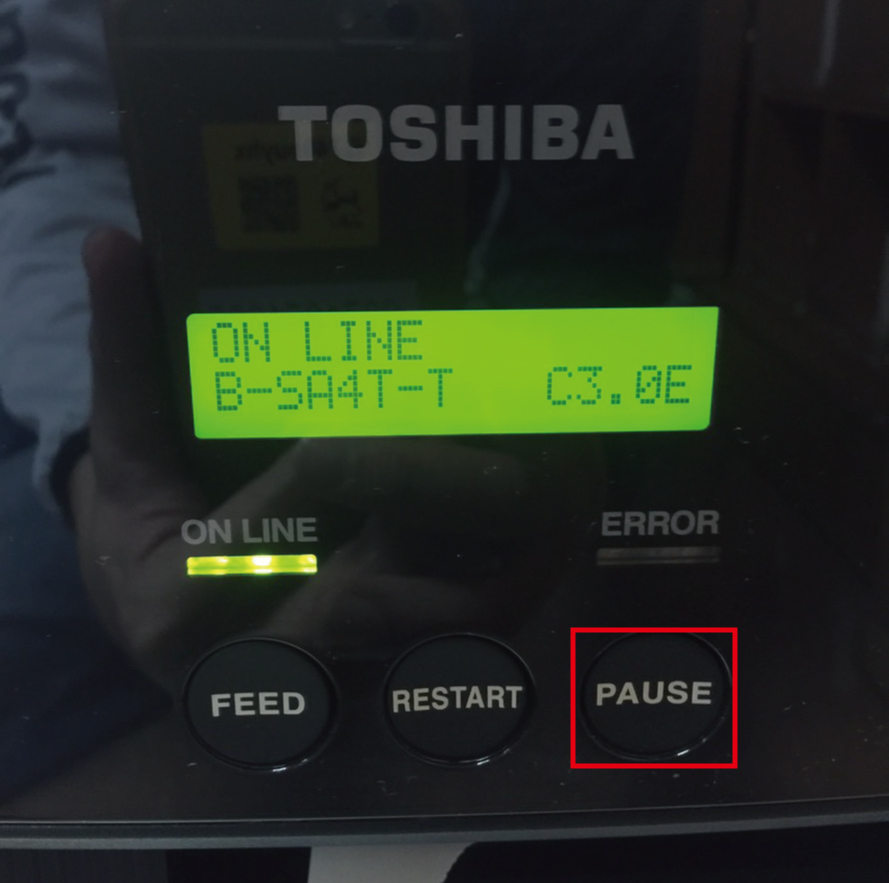 TOSHIBA
ON LINE
B-SA4T-T C3.0E
ON LINE ERROR
FEED RESTART PAUSE